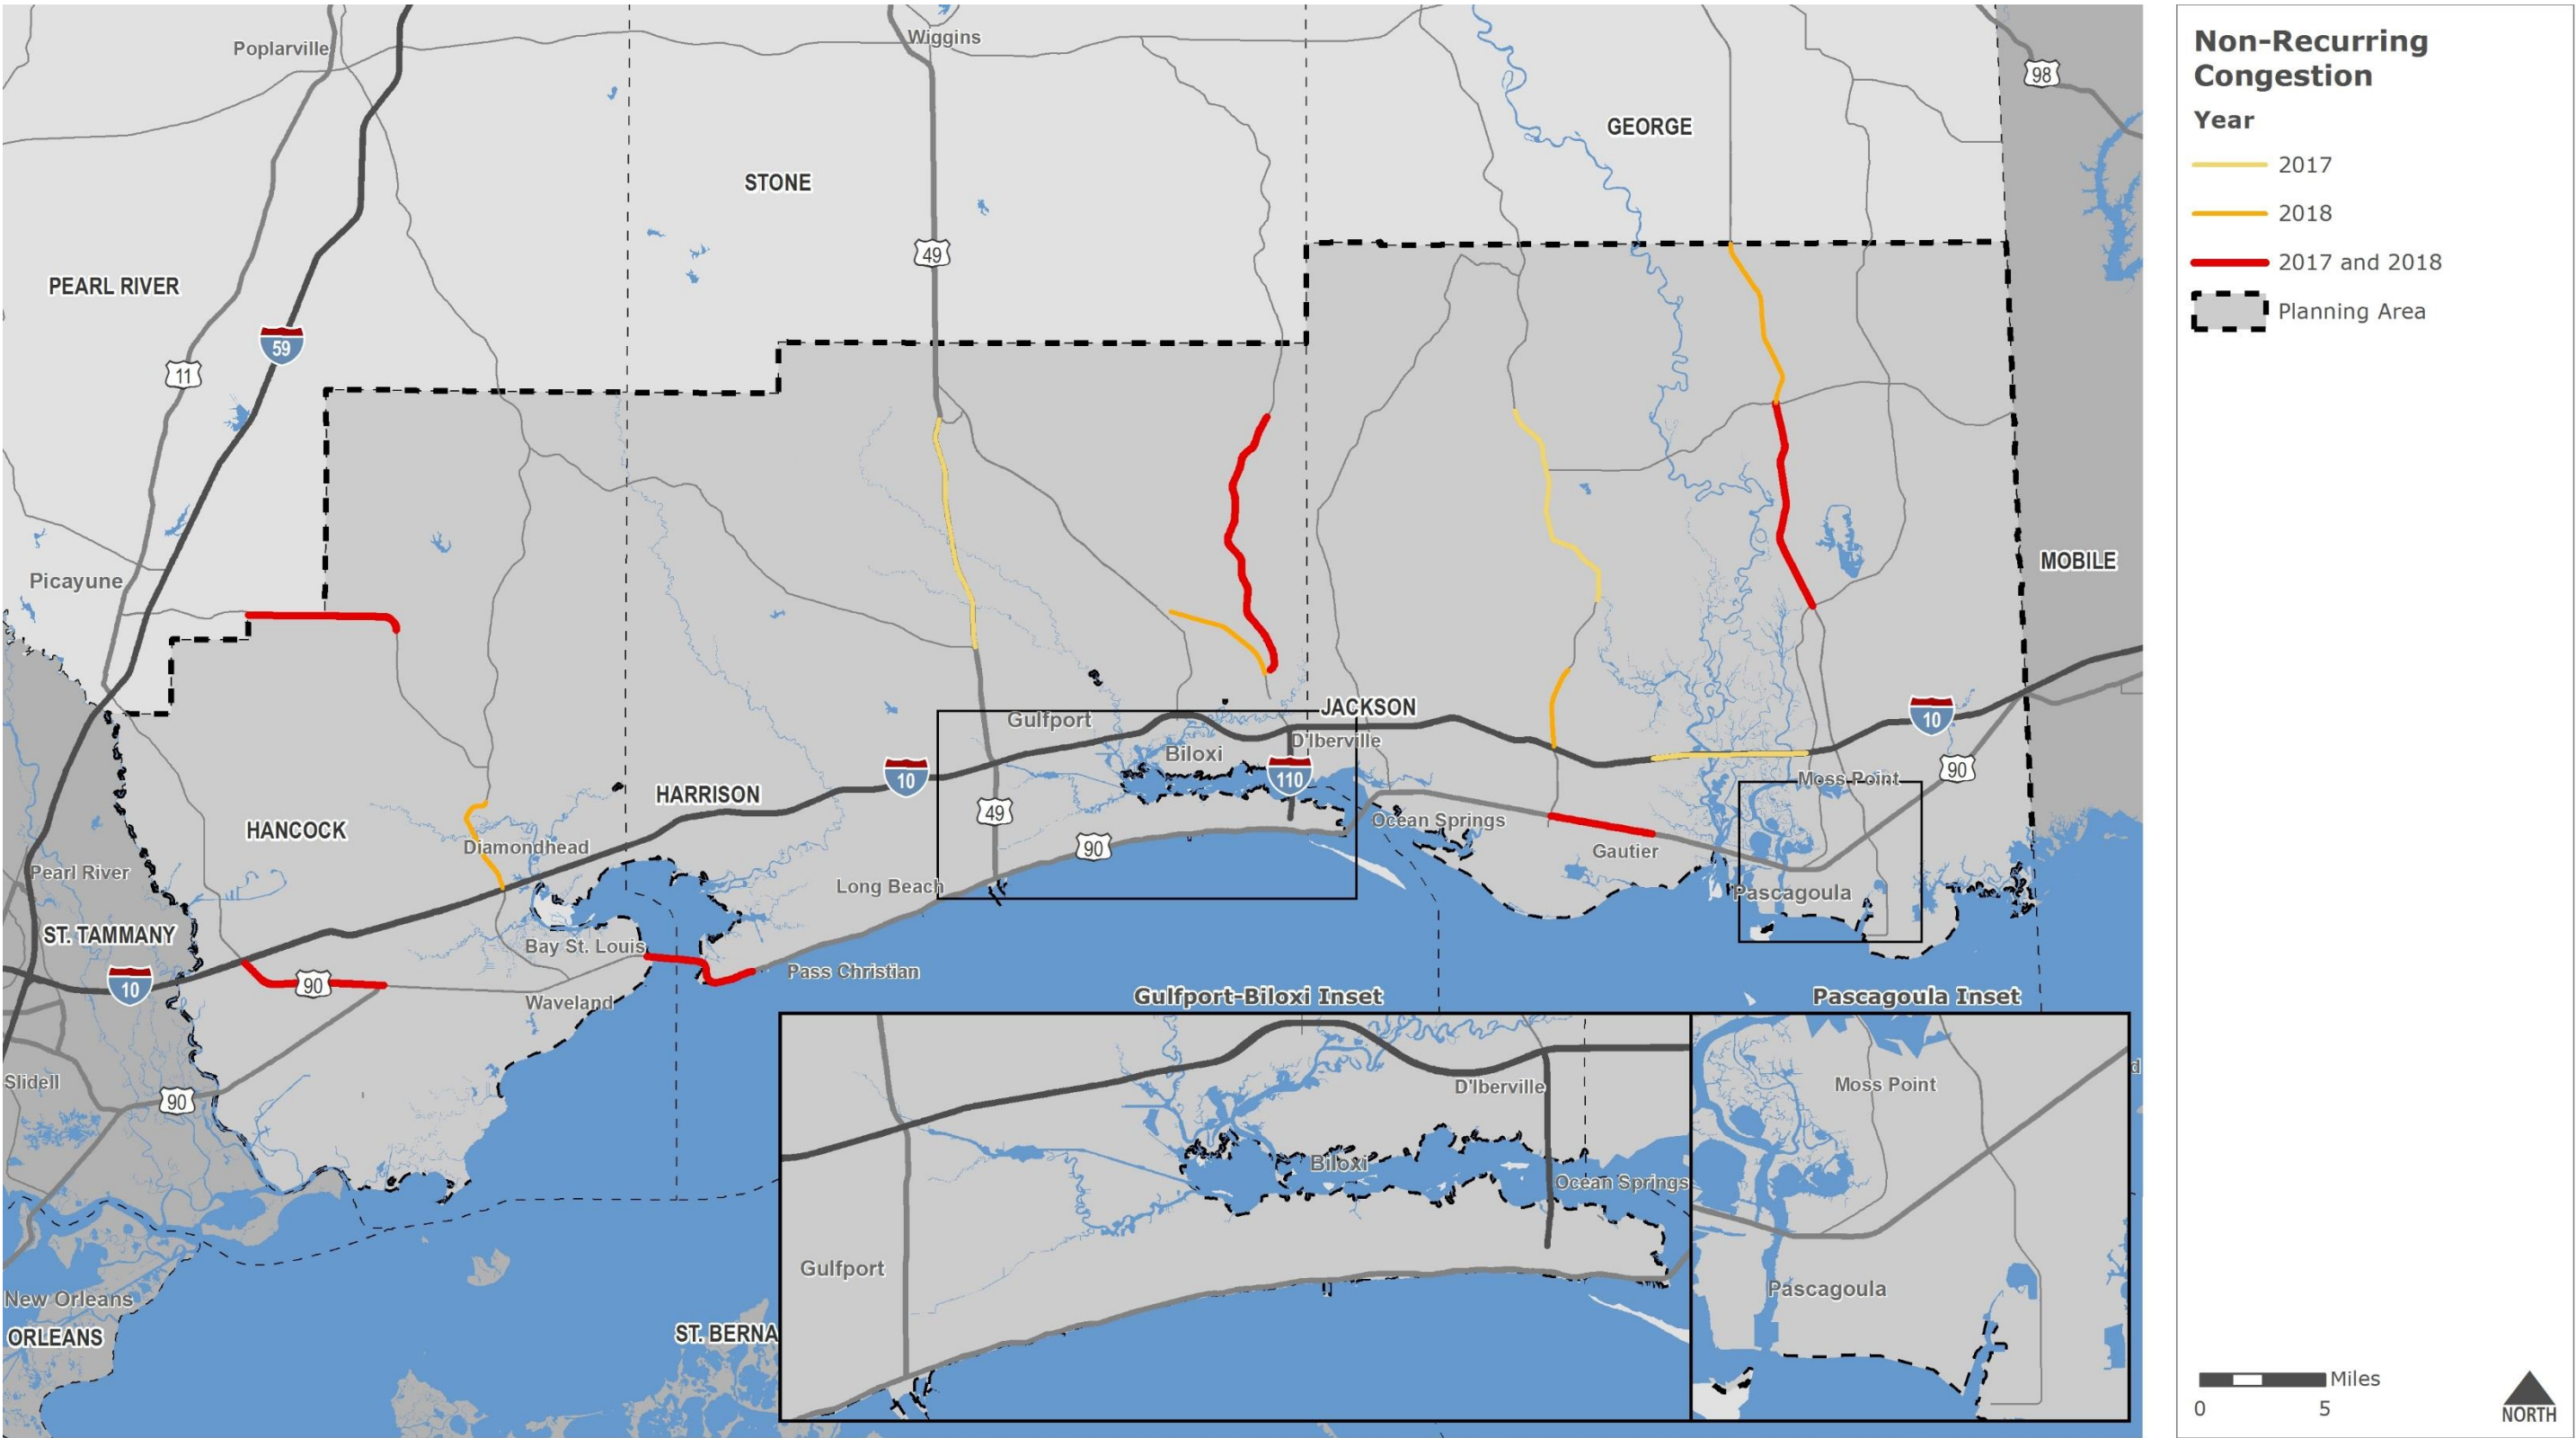 Poplarville
Wiggins
98
GEORGE
STONE
49
PEARL RIVER
59
11
Picayune
MOBILE
JACKSON
Gulfport
D'Iberville
Biloxi
10
10
90
110
Moss Point
HARRISON
49
HANCOCK
Ocean Springs
Diamondhead
90
Gautier
Pearl River
Long Beach
Pascagoula
ST. TAMMANY
Bay St. Louis
Pass Christian
10
90
Waveland
Gulfport-Biloxi Inset
Pascagoula Inset
Slidell
90
D'Iberville
Moss Point
d
Biloxi
Ocean Springs
Gulfport
Pascagoula
New Orleans
ORLEANS
ST. BERNA
Non-Recurring
Congestion
Year
2017
2018
2017 and 2018
Planning Area
Miles
0 5
NORTH